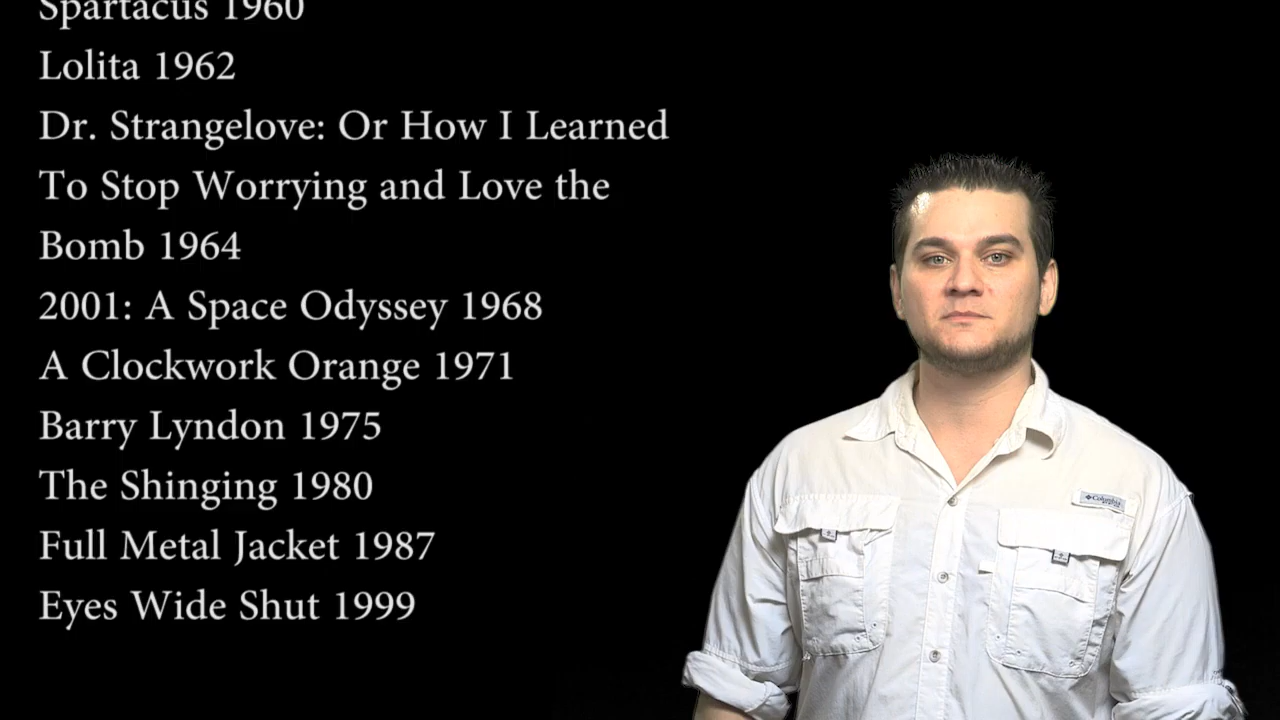 Spartacus 1960
Lolita 1962
Dr. Strangelove: Or How I Learned
To Stop Worrying and Love the
Bomb 1964
2001: A Space Odyssey 1968
A Clockwork Orange 1971
Barry Lyndon 1975
The Shinging 1980
Full Metal Jacket 1987
Eyes Wide Shut 1999
Columbia